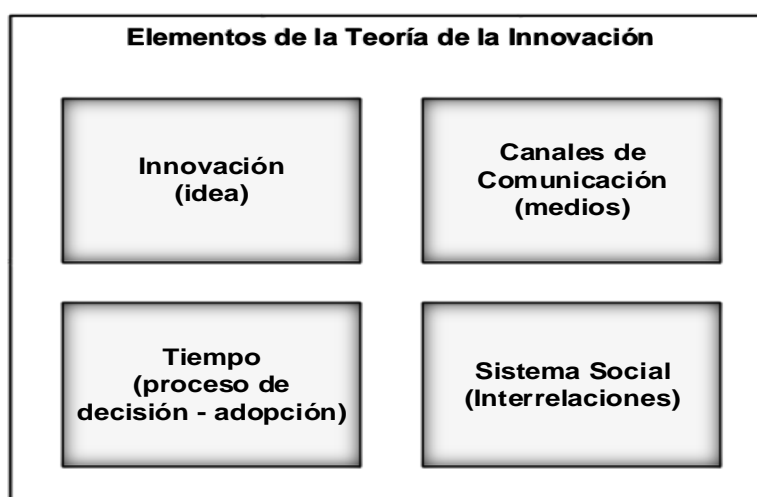 Elementos de la Teoría de la Innovación
Innovación
(idea)
Canales de
Comunicación
(medios)
Tiempo
(proceso de
decisión - adopción)
Sistema Social
(Interrelaciones)